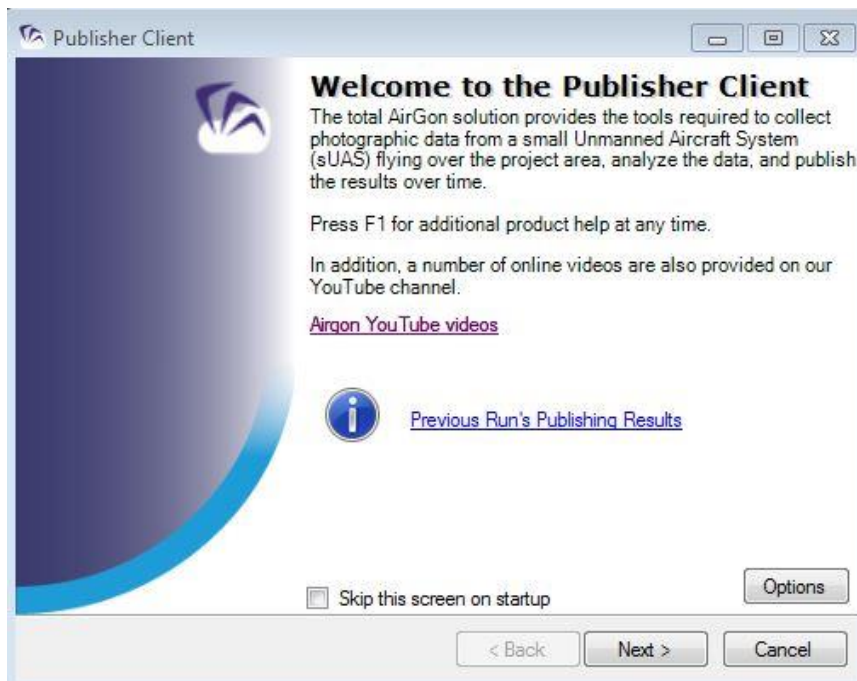 Publisher Client
Welcome to the Publisher Client
The total AirGon solution provides the tools required to collect
photographic data from a small Unmanned Aircraft System
(sUAS) flying over the project area, analyze the data, and publish
the results over time.
Press F1 for additional product help at any time.
In addition, a number of online videos are also provided on our
YouTube channel.
Airgon YouTube videos
Previous Run's Publishing Results
Skip this screen on startup
Options
< Back
Next >
Cancel